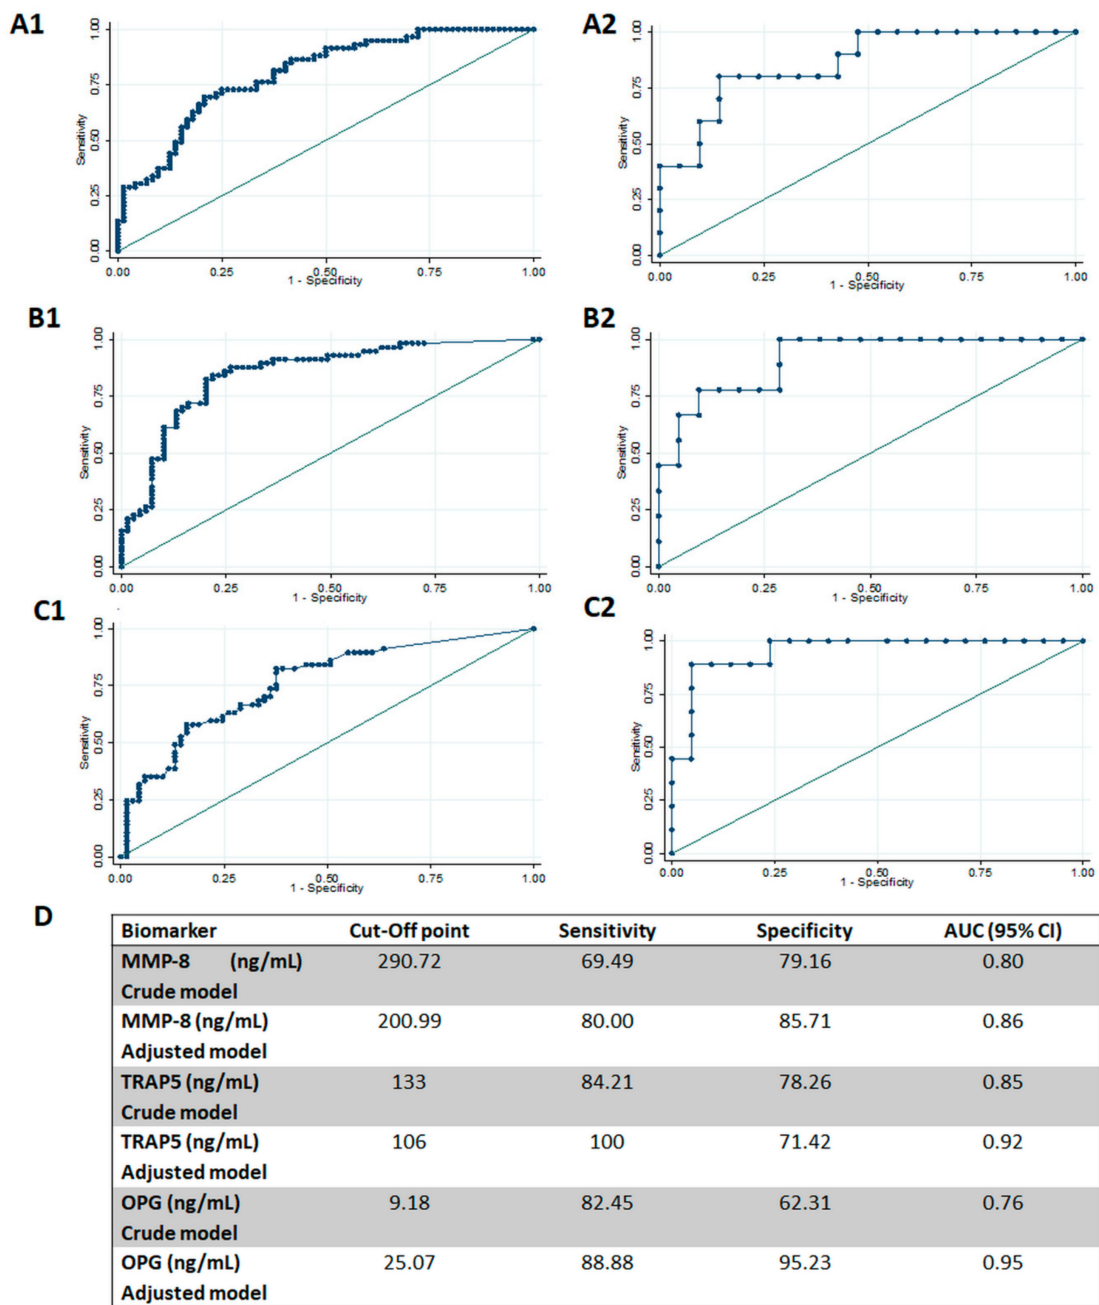 A1
A2
1.00
0.75
0.50
0.25
0.00
Sensitivity
0.00
0.25
0.50
0.75
1.00
1 - Specificity
1.00
0.75
0.50
0.25
0.00
Sensitivity
0.00
0.25
0.50
0.75
1.00
1 - Specificity
B1
B2
1.00
0.75
0.50
0.25
0.00
Sensitivity
0.00
0.25
0.50
0.75
1.00
1 - Specificity
1.00
0.75
0.50
0.25
0.00
Sensitivity
0.00
0.25
0.50
0.75
1.00
1 - Specificity
C1
C2
1.00
0.75
0.50
0.25
0.00
Sensitivity
0.00
0.25
0.50
0.75
1.00
1 - Specificity
1.00
0.75
0.50
0.25
0.00
Sensitivity
0.00
0.25
0.50
0.75
1.00
1 - Specificity
D
Biomarker Cut-Off point Sensitivity Specificity AUC (95% CI)
MMP-8 (ng/mL) 290.72 69.49 79.16 0.80
Crude model
MMP-8 (ng/mL) 200.99 80.00 85.71 0.86
Adjusted model
TRAP5 (ng/mL) 133 84.21 78.26 0.85
Crude model
TRAP5 (ng/mL) 106 100 71.42 0.92
Adjusted model
OPG (ng/mL) 9.18 82.45 62.31 0.76
Crude model
OPG (ng/mL) 25.07 88.88 95.23 0.95
Adjusted model